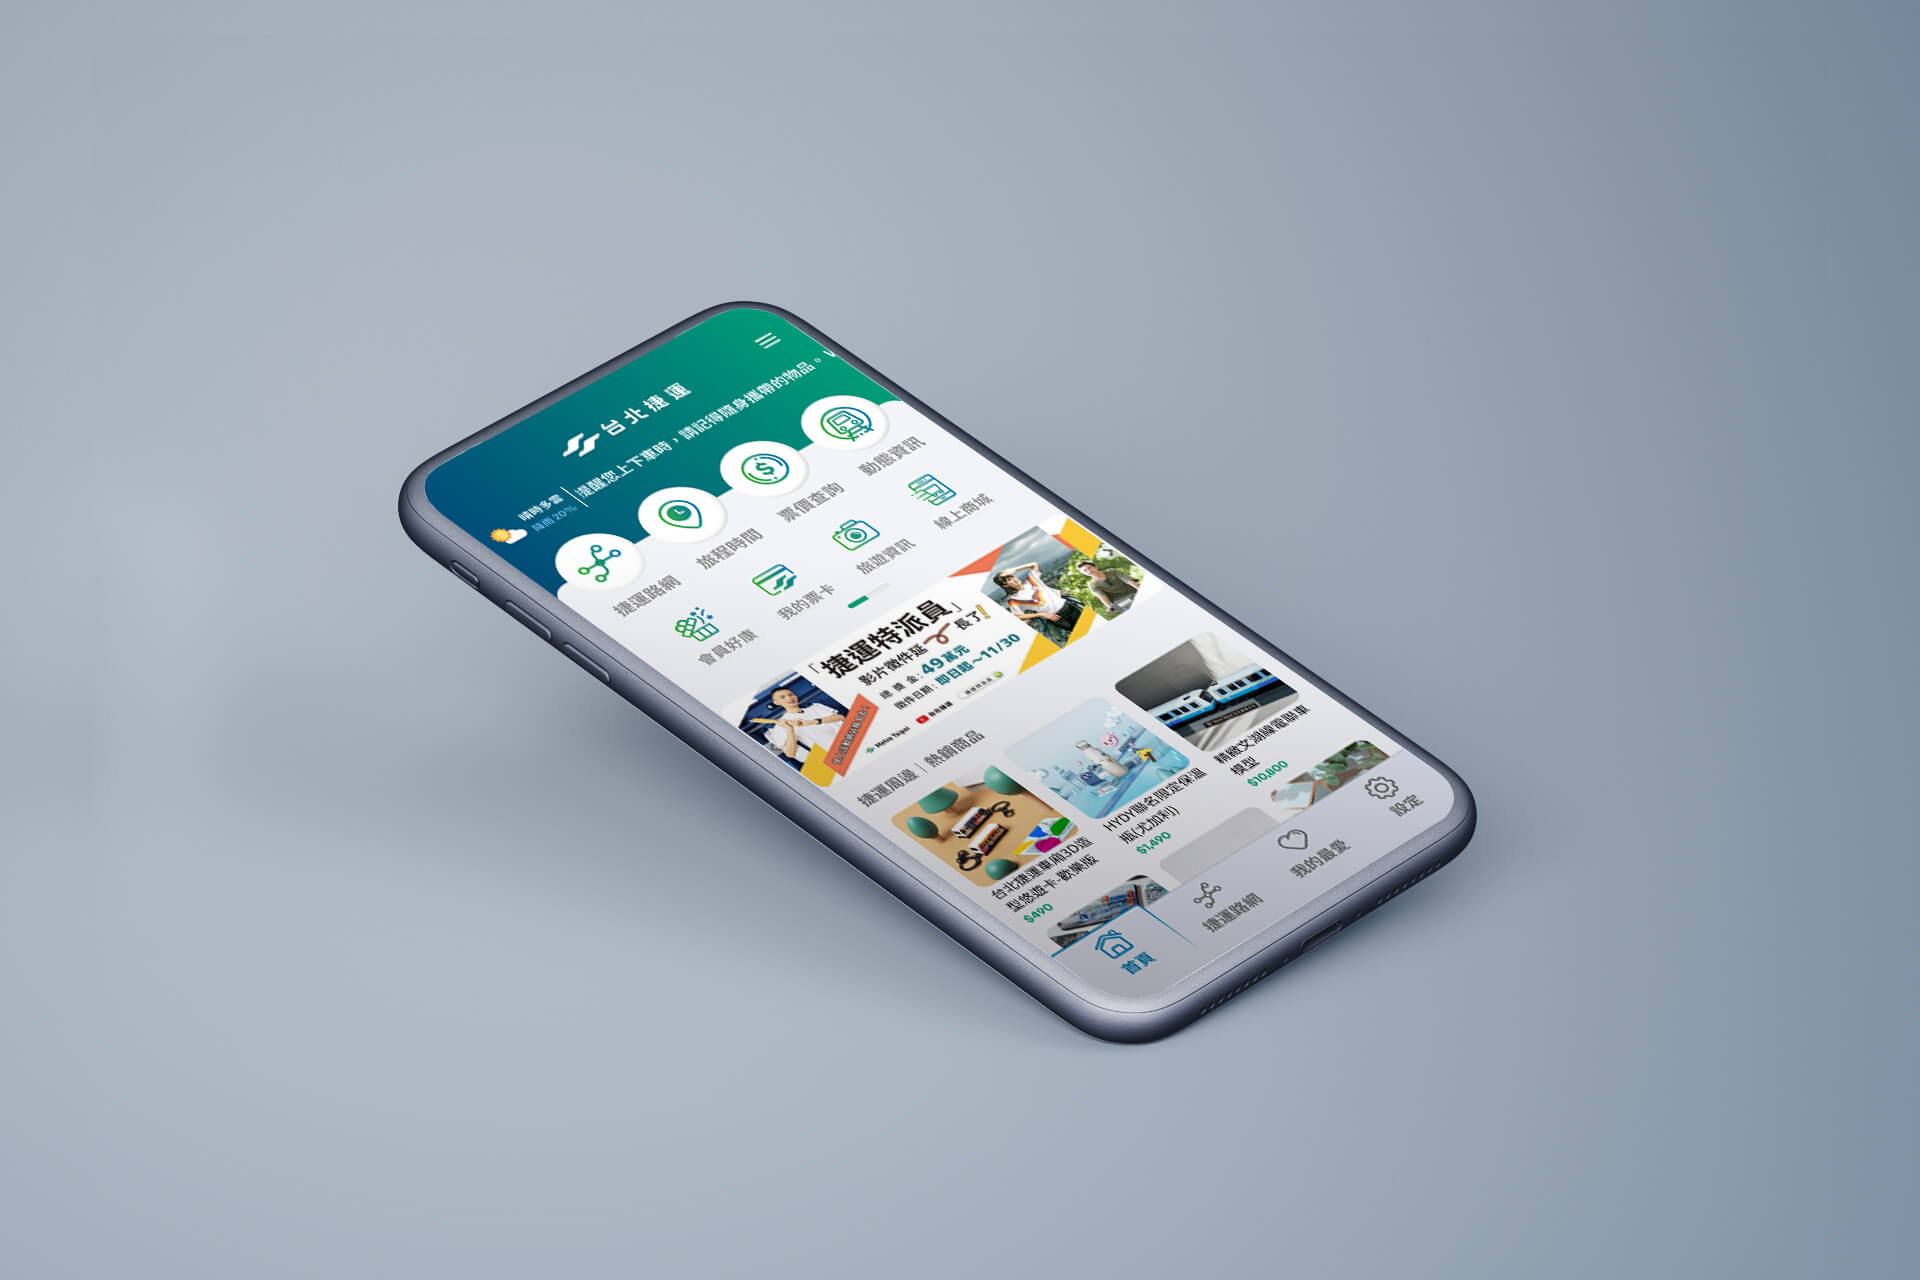 台北捷運
晴時多雲
降雨 20%
提醒您上下車時，請記得隨身攜帶的物品。
捷運路網
旅程時間
票價查詢
動態資訊
會員好康
我的票卡
旅遊資訊
線上商城
「捷運特派員」
影片徵件延長了!
總獎金：49萬元
徵件日期：即日起～11/30
Metro Taipei
台北捷運
捷運周邊｜熱銷商品
台北捷運車廂3D造
型悠遊卡-歡樂版
$490
HYDY聯名限定保溫
瓶(尤加利)
$1,490
精緻文湖線電聯車
模型
$10,800
首頁
捷運路網
我的最愛
設定